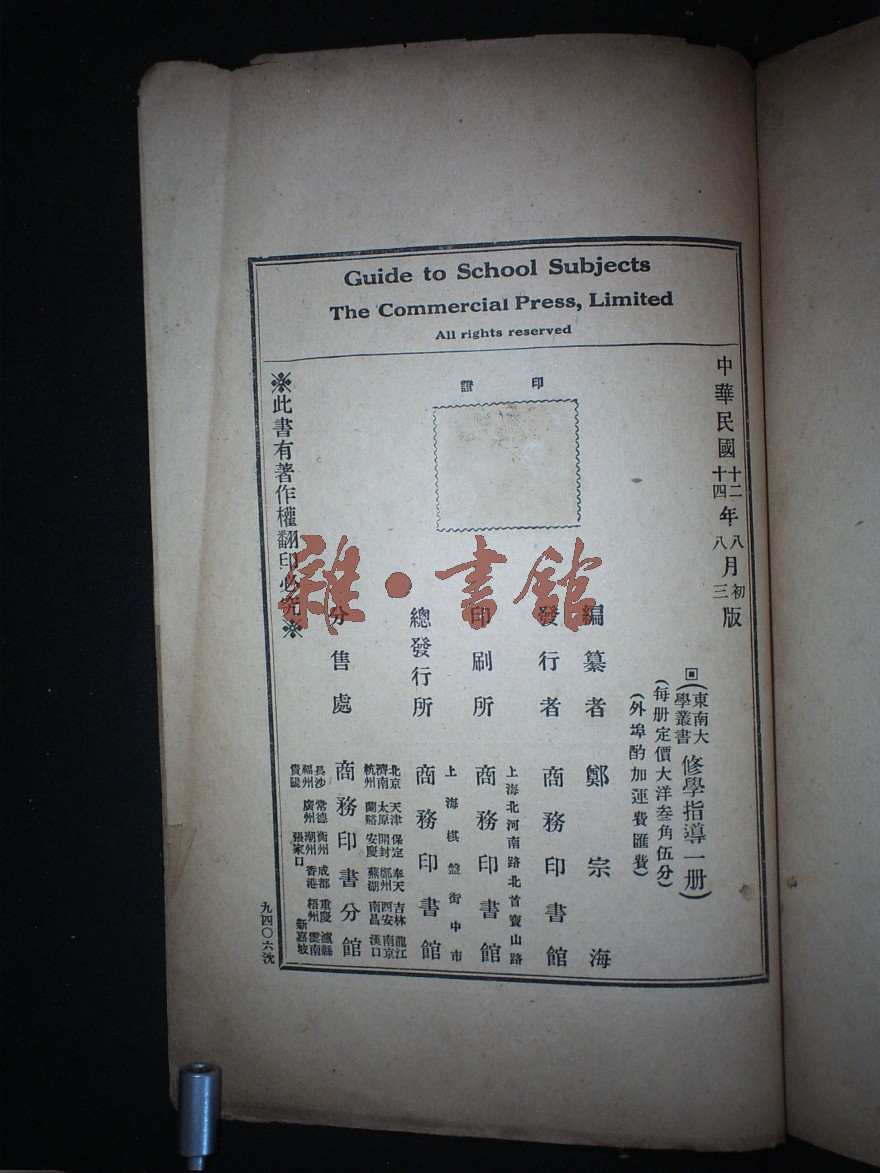 Guide to School Subjects
The Commercial Press, Limited
All rights reserved
中華民國十二十四年八八月初三版
(東南大學叢書 修學指導一册)
(每册定價大洋叁角伍分)
(外埠酌加運費匯費)
印證
編纂者 鄭宗海
發行者 商務印書館
上海北河南路北首寶山路
印刷所 商務印書館
上海棋盤街中市
總發行所 商務印書館
北京 天津 保定 奉天 吉林 龍江
濟南 太原 開封 鄭州 西安 南京
杭州 蘭谿 安慶 蕪湖 南昌 漢口
分售處 商務印書分館
長沙 常德 衡州 成都 重慶 瀘縣
福州 廣州 潮州 香港 梧州 雲南
貴陽 張家口 新嘉坡
※此書有著作權翻印必究※
九四〇六沈
雜·書館